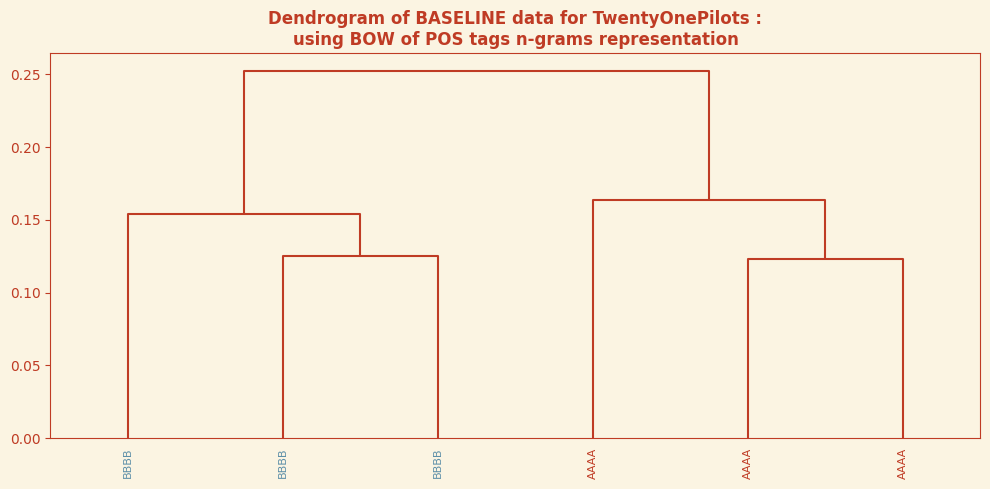 Dendrogram of BASELINE data for TwentyOnePilots :
using BOW of POS tags n-grams representation
0.25
0.20
0.15
0.10
0.05
0.00
BBBB
BBBB
BBBB
AAAA
AAAA
AAAA